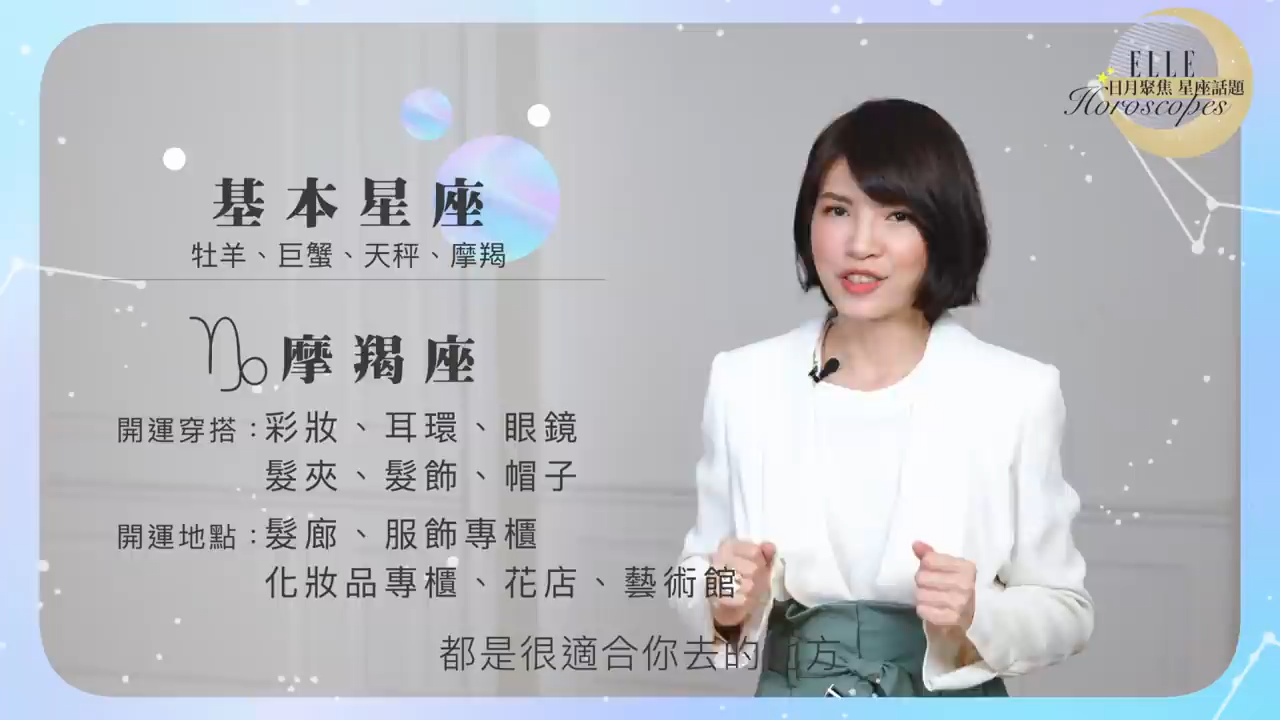 ELLE
日月聚焦 星座話題
Horoscopes
基本星座
牡羊、巨蟹、天秤、摩羯
摩羯座
開運穿搭：彩妝、耳環、眼鏡
髮夾、髮飾、帽子
開運地點：髮廊、服飾專櫃
化妝品專櫃、花店、藝術館
都是很適合你去的地方